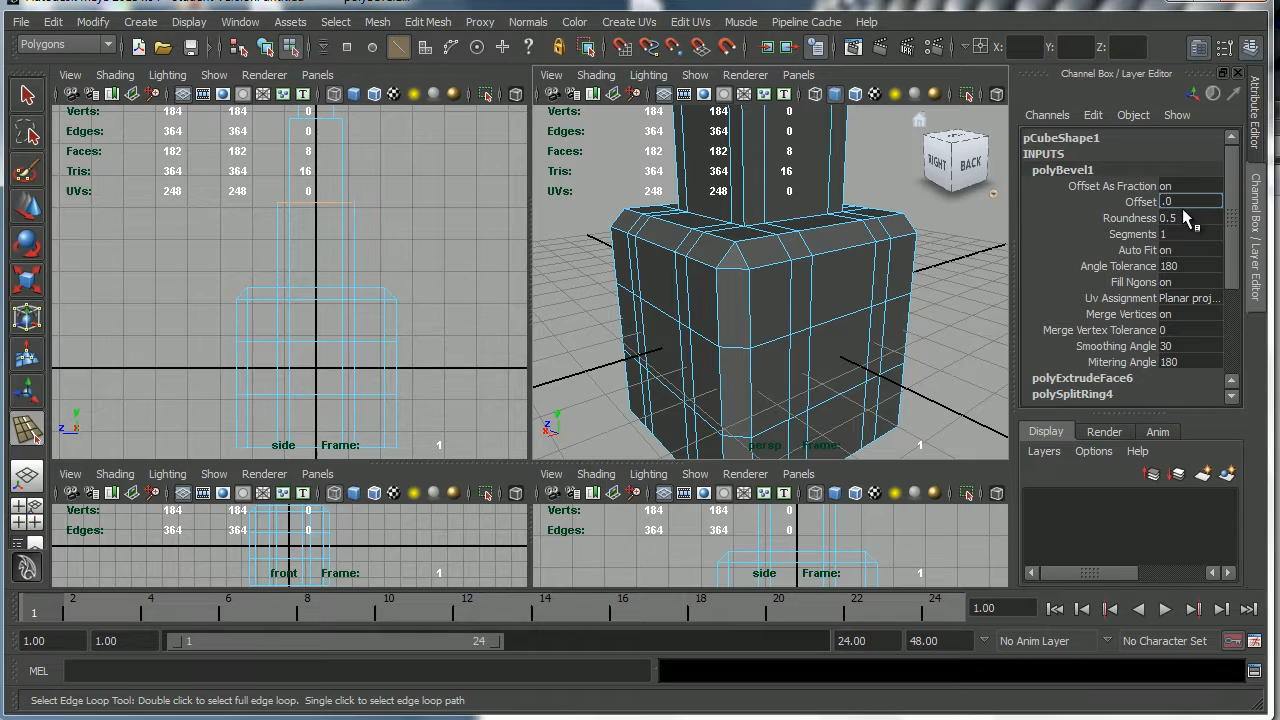 File Edit Modify Create Display Window Assets Select Mesh Edit Mesh Proxy Normals Color Create UVs Edit UVs Muscle Pipeline Cache Help
Polygons X: Y: Z:
View Shading Lighting Show Renderer Panels
Verts: 184 184 0
Edges: 364 364 0
Faces: 182 182 8
Tris: 364 364 16
UVs: 248 248 0
side Frame: 1
View Shading Lighting Show Renderer Panels
Verts: 184 184 0
Edges: 364 364 0
Faces: 182 182 8
Tris: 364 364 16
UVs: 248 248 0
RIGHT BACK
persp Frame: 1
View Shading Lighting Show Renderer Panels
Verts: 184 184 0
Edges: 364 364 0
front Frame: 1
View Shading Lighting Show Renderer Panels
Verts: 184 184 0
Edges: 364 364 0
side Frame: 1
Channel Box / Layer Editor
Channels Edit Object Show
pCubeShape1
INPUTS
polyBevel1
Offset As Fraction on
Offset .0
Roundness 0.5
Segments 1
Auto Fit on
Angle Tolerance 180
Fill Ngons on
Uv Assignment Planar proj...
Merge Vertices on
Merge Vertex Tolerance 0
Smoothing Angle 30
Mitering Angle 180
polyExtrudeFace6
polySplitRing4
Display Render Anim
Layers Options Help
Attribute Editor
Channel Box / Layer Editor
1 2 4 6 8 10 12 14 16 18 20 22 24 1.00
1.00 1.00 1 24 24.00 48.00 No Anim Layer No Character Set
MEL
Select Edge Loop Tool: Double click to select full edge loop. Single click to select edge loop path